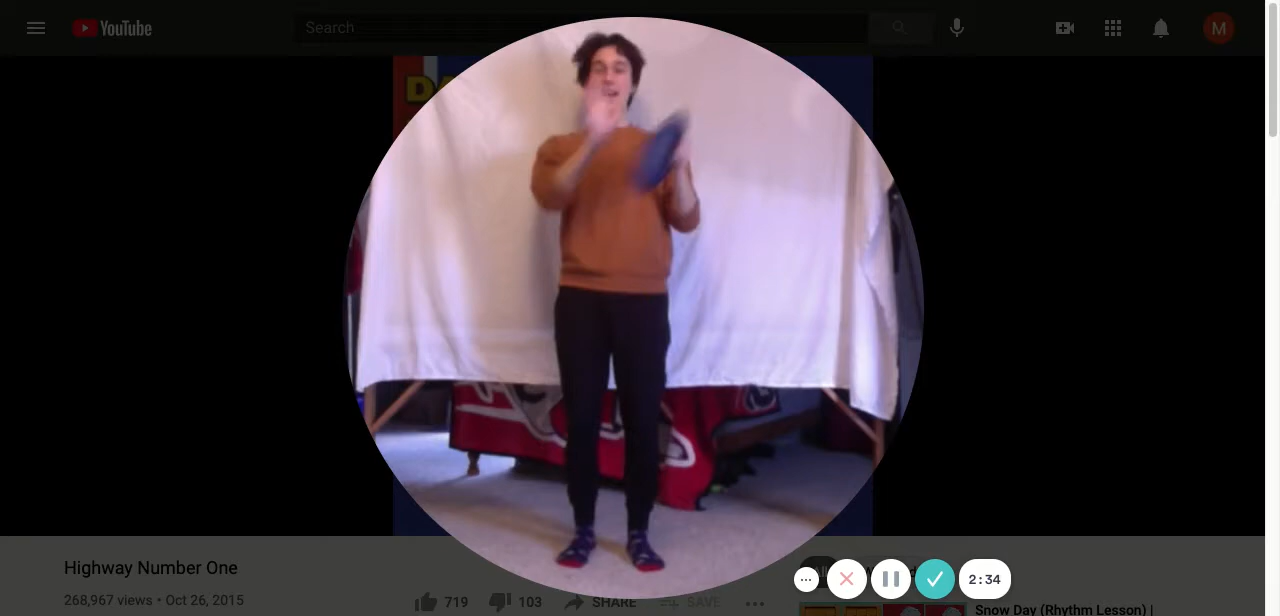 YouTube
Search
M
D
Highway Number One
268,967 views • Oct 26, 2015
719
103
SHARE
SAVE
2:34
Snow Day (Rhythm Lesson) |